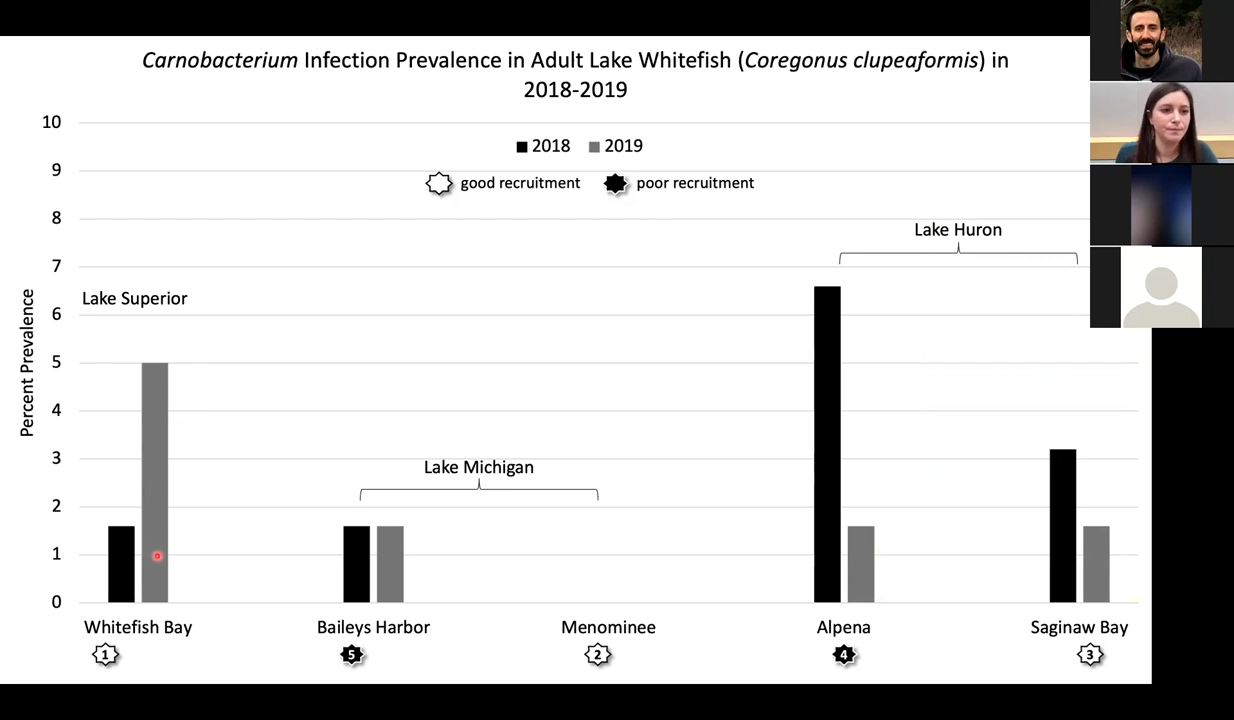 Carnobacterium Infection Prevalence in Adult Lake Whitefish (Coregonus clupeaformis) in
2018-2019
10
9
8
7
6
5
4
3
2
1
0
Percent Prevalence
2018 2019
good recruitment poor recruitment
Lake Huron
Lake Superior
Lake Michigan
Whitefish Bay Baileys Harbor Menominee Alpena Saginaw Bay
1 5 2 4 3